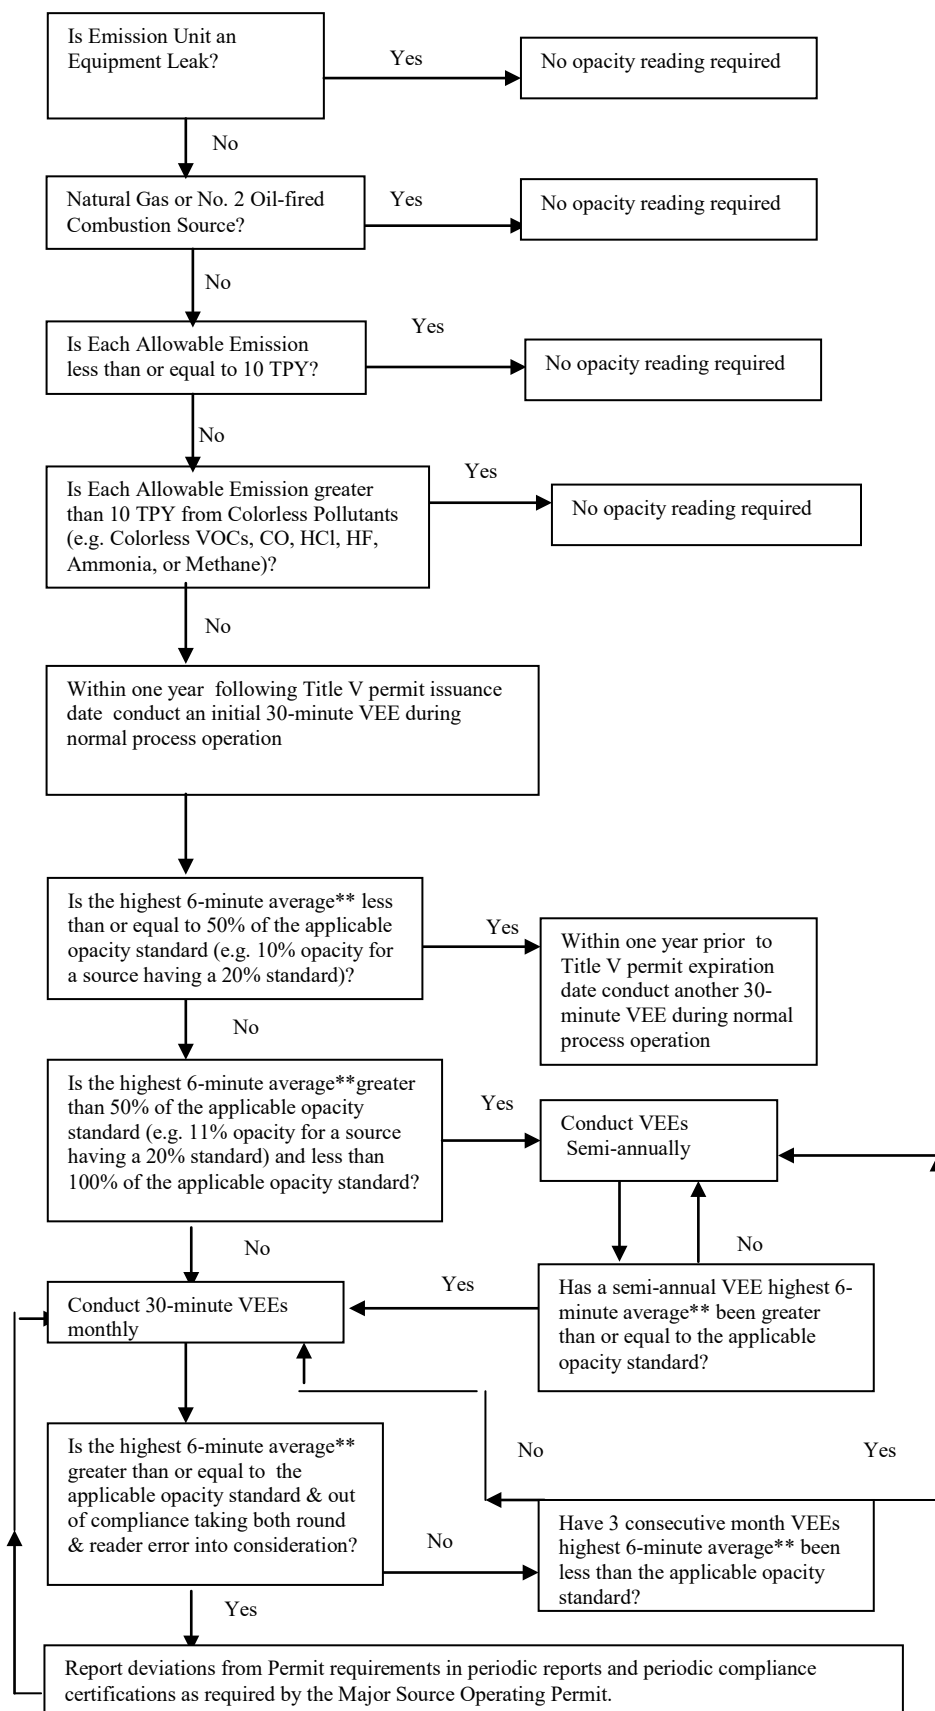 Is Emission Unit an
Equipment Leak?
Yes
No opacity reading required
No
Natural Gas or No. 2 Oil-fired
Combustion Source?
Yes
No opacity reading required
No
Is Each Allowable Emission
less than or equal to 10 TPY?
Yes
No opacity reading required
No
Is Each Allowable Emission greater
than 10 TPY from Colorless Pollutants
(e.g. Colorless VOCs, CO, HCl, HF,
Ammonia, or Methane)?
Yes
No opacity reading required
No
Within one year following Title V permit issuance
date conduct an initial 30-minute VEE during
normal process operation
Is the highest 6-minute average** less
than or equal to 50% of the applicable
opacity standard (e.g. 10% opacity for
a source having a 20% standard)?
Yes
Within one year prior to
Title V permit expiration
date conduct another 30-
minute VEE during normal
process operation
No
Is the highest 6-minute average**greater
than 50% of the applicable opacity
standard (e.g. 11% opacity for a source
having a 20% standard) and less than
100% of the applicable opacity standard?
Yes
Conduct VEEs
Semi-annually
No
No
Conduct 30-minute VEEs
monthly
Yes
Has a semi-annual VEE highest 6-
minute average** been greater
than or equal to the applicable
opacity standard?
Is the highest 6-minute average**
greater than or equal to the
applicable opacity standard & out
of compliance taking both round
& reader error into consideration?
No
No
Yes
Have 3 consecutive month VEEs
highest 6-minute average** been
less than the applicable opacity
standard?
Yes
Report deviations from Permit requirements in periodic reports and periodic compliance
certifications as required by the Major Source Operating Permit.